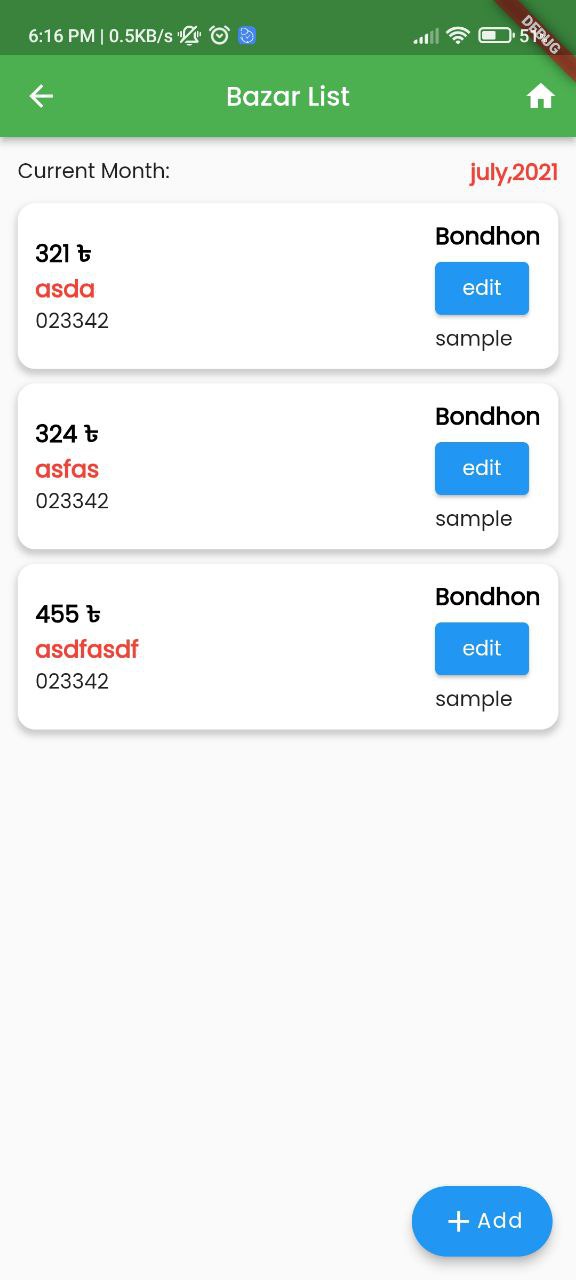 6:16 PM | 0.5KB/s
DEBUG
Bazar List
Current Month:
july,2021
321 ৳
asda
023342
Bondhon
edit
sample
324 ৳
asfas
023342
Bondhon
edit
sample
455 ৳
asdfasdf
023342
Bondhon
edit
sample
+ Add